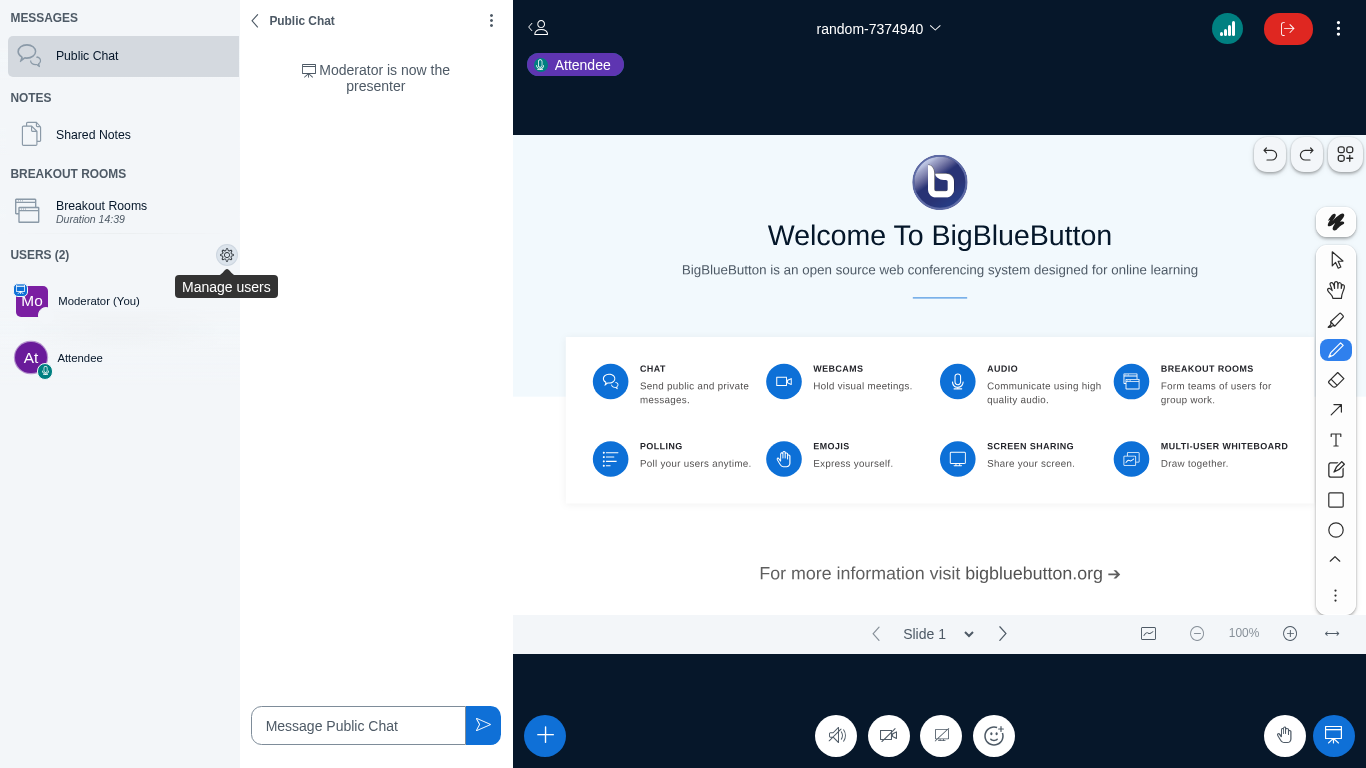 MESSAGES
Public Chat
NOTES
Shared Notes
BREAKOUT ROOMS
Breakout Rooms
Duration 14:39
USERS (2)
Manage users
Mo
Moderator (You)
At
Attendee
Public Chat
Moderator is now the
presenter
Message Public Chat
random-7374940
Attendee
Welcome To BigBlueButton
BigBlueButton is an open source web conferencing system designed for online learning
CHAT
Send public and private
messages.
WEBCAMS
Hold visual meetings.
AUDIO
Communicate using high
quality audio.
BREAKOUT ROOMS
Form teams of users for
group work.
POLLING
Poll your users anytime.
EMOJIS
Express yourself.
SCREEN SHARING
Share your screen.
MULTI-USER WHITEBOARD
Draw together.
For more information visit bigbluebutton.org →
Slide 1
100%